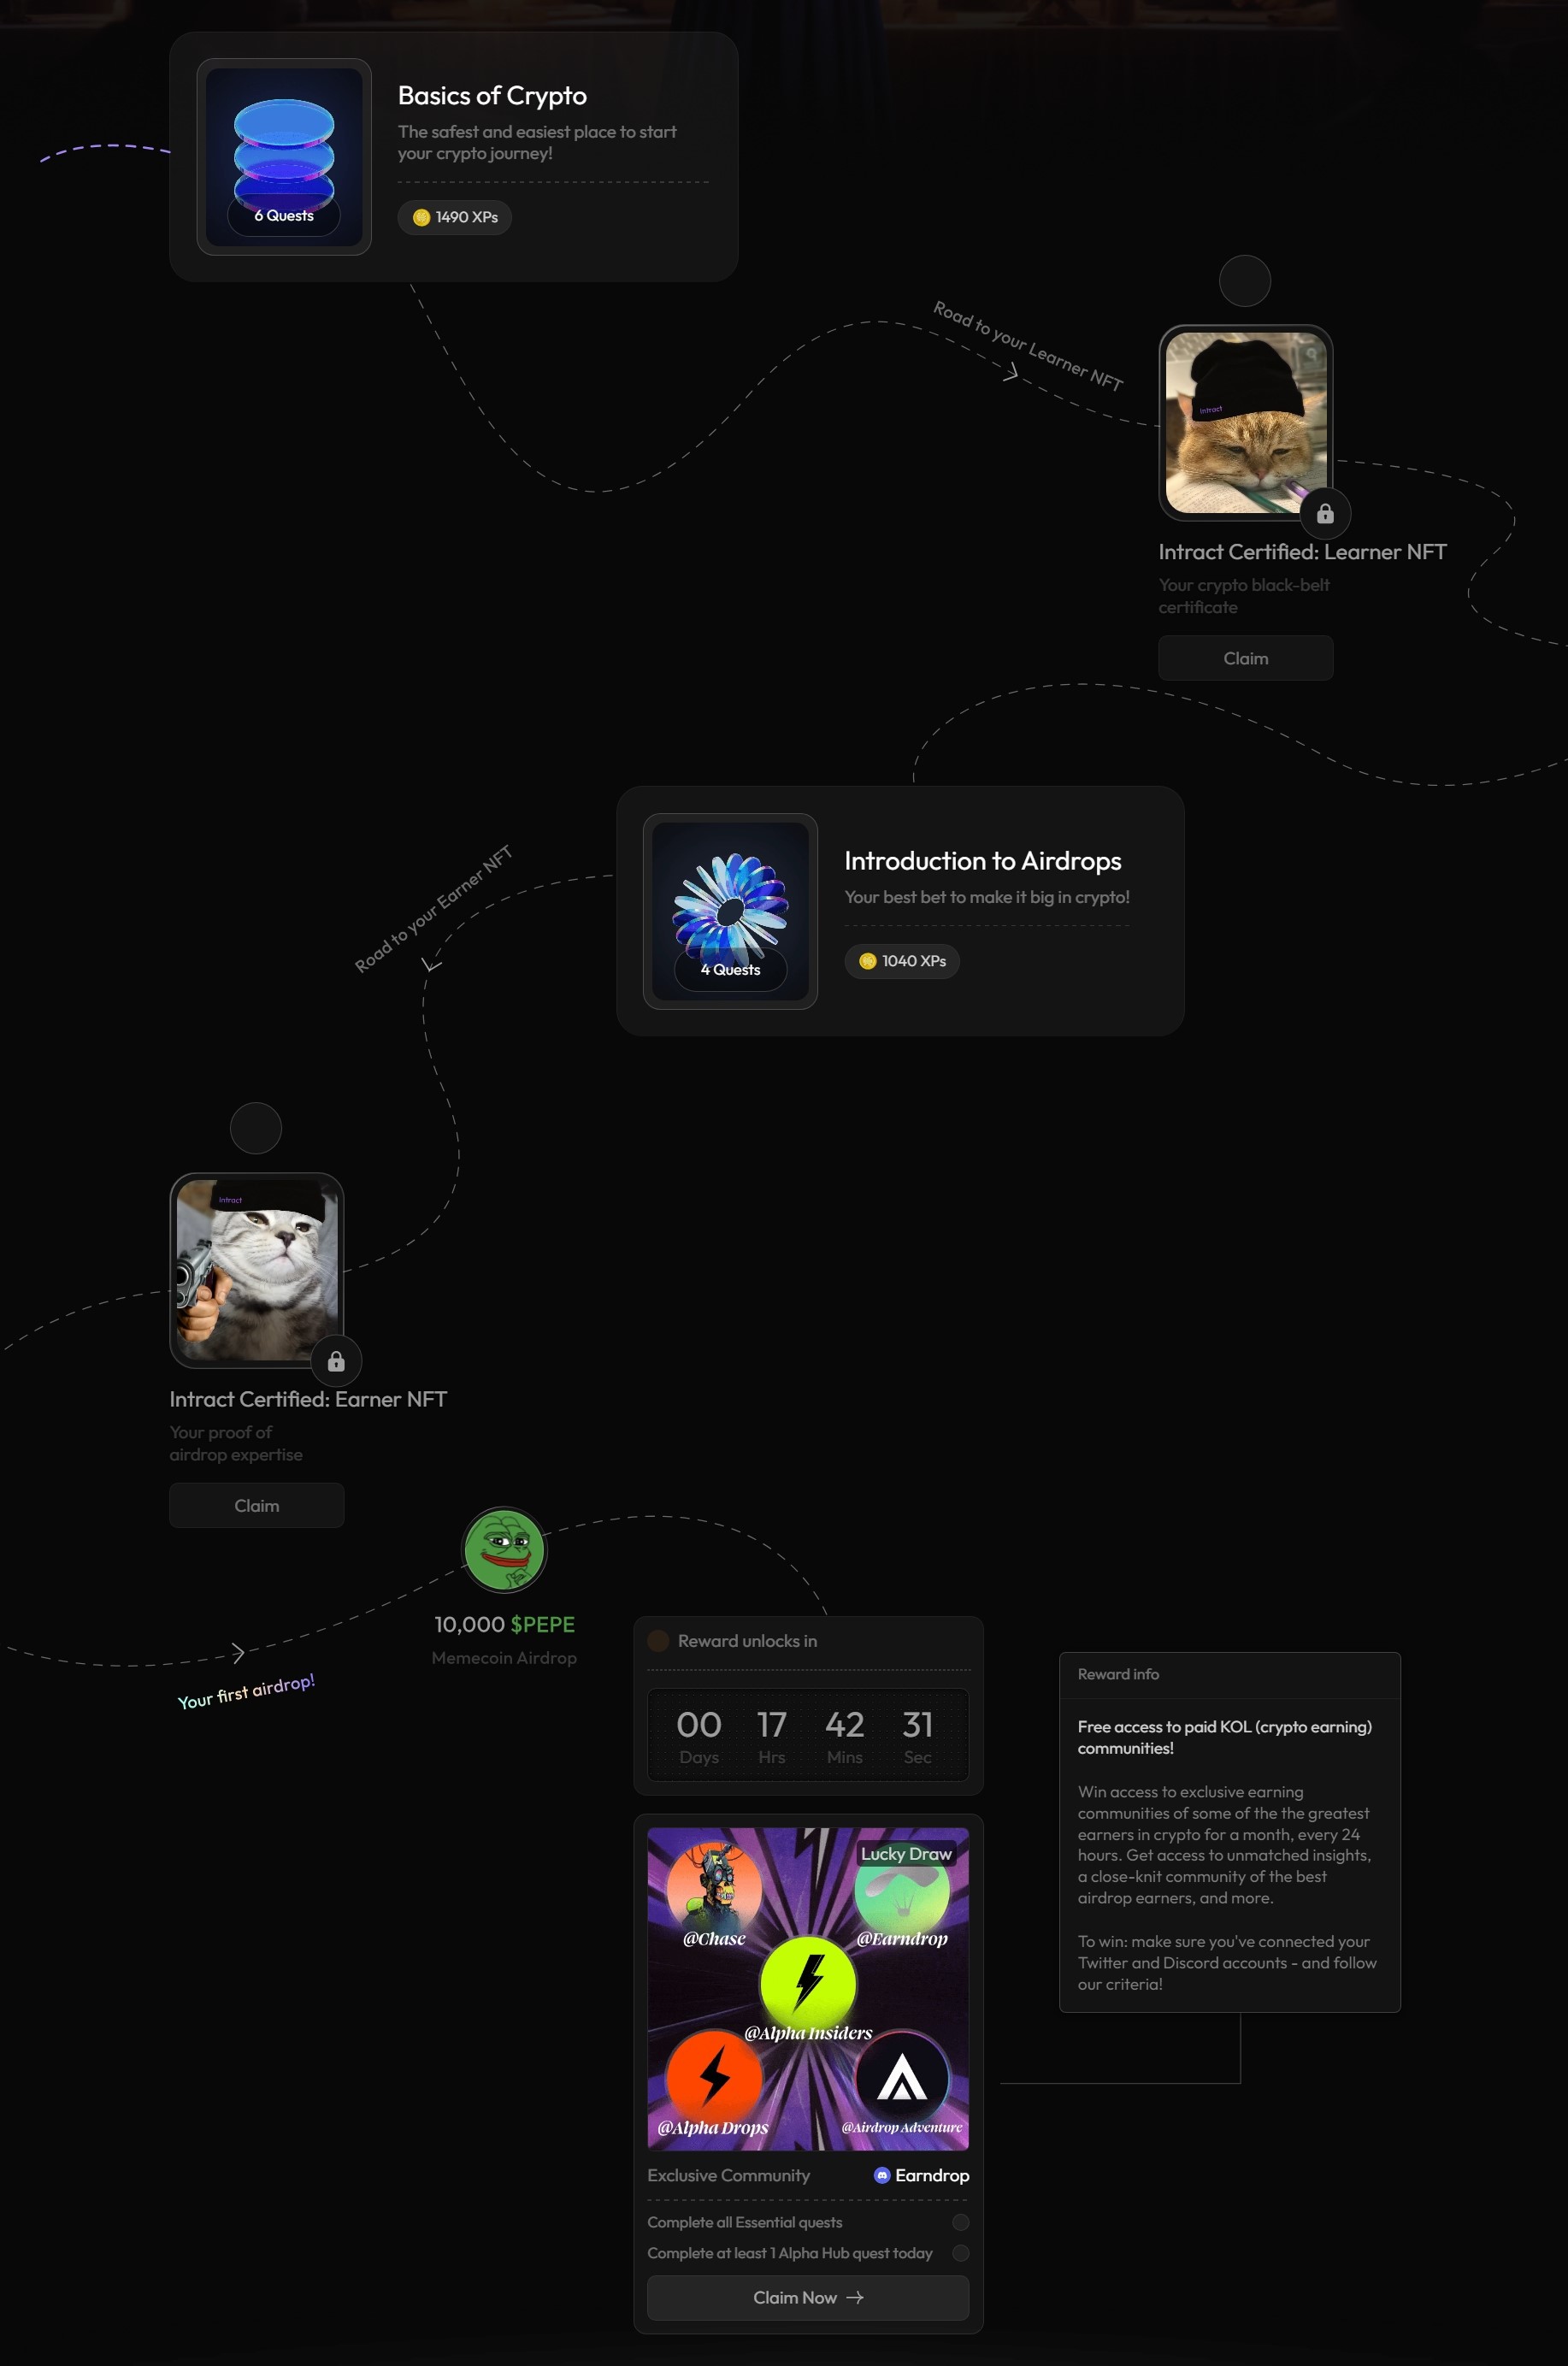 Basics of Crypto
The safest and easiest place to start
your crypto journey!
6 Quests
1490 XPs
Road to your Learner NFT
Intract
Intract Certified: Learner NFT
Your crypto black-belt
certificate
Claim
Introduction to Airdrops
Your best bet to make it big in crypto!
4 Quests
1040 XPs
Road to your Earner NFT
Intract
Intract Certified: Earner NFT
Your proof of
airdrop expertise
Claim
10,000 $PEPE
Memecoin Airdrop
Your first airdrop!
Reward unlocks in
00 17 42 31
Days Hrs Mins Sec
Reward info
Free access to paid KOL (crypto earning)
communities!
Win access to exclusive earning
communities of some of the the greatest
earners in crypto for a month, every 24
hours. Get access to unmatched insights,
a close-knit community of the best
airdrop earners, and more.
To win: make sure you've connected your
Twitter and Discord accounts - and follow
our criteria!
Lucky Draw
@Chase @Earndrop
@Alpha Insiders
@Alpha Drops @Airdrop Adventure
Exclusive Community Earndrop
Complete all Essential quests
Complete at least 1 Alpha Hub quest today
Claim Now